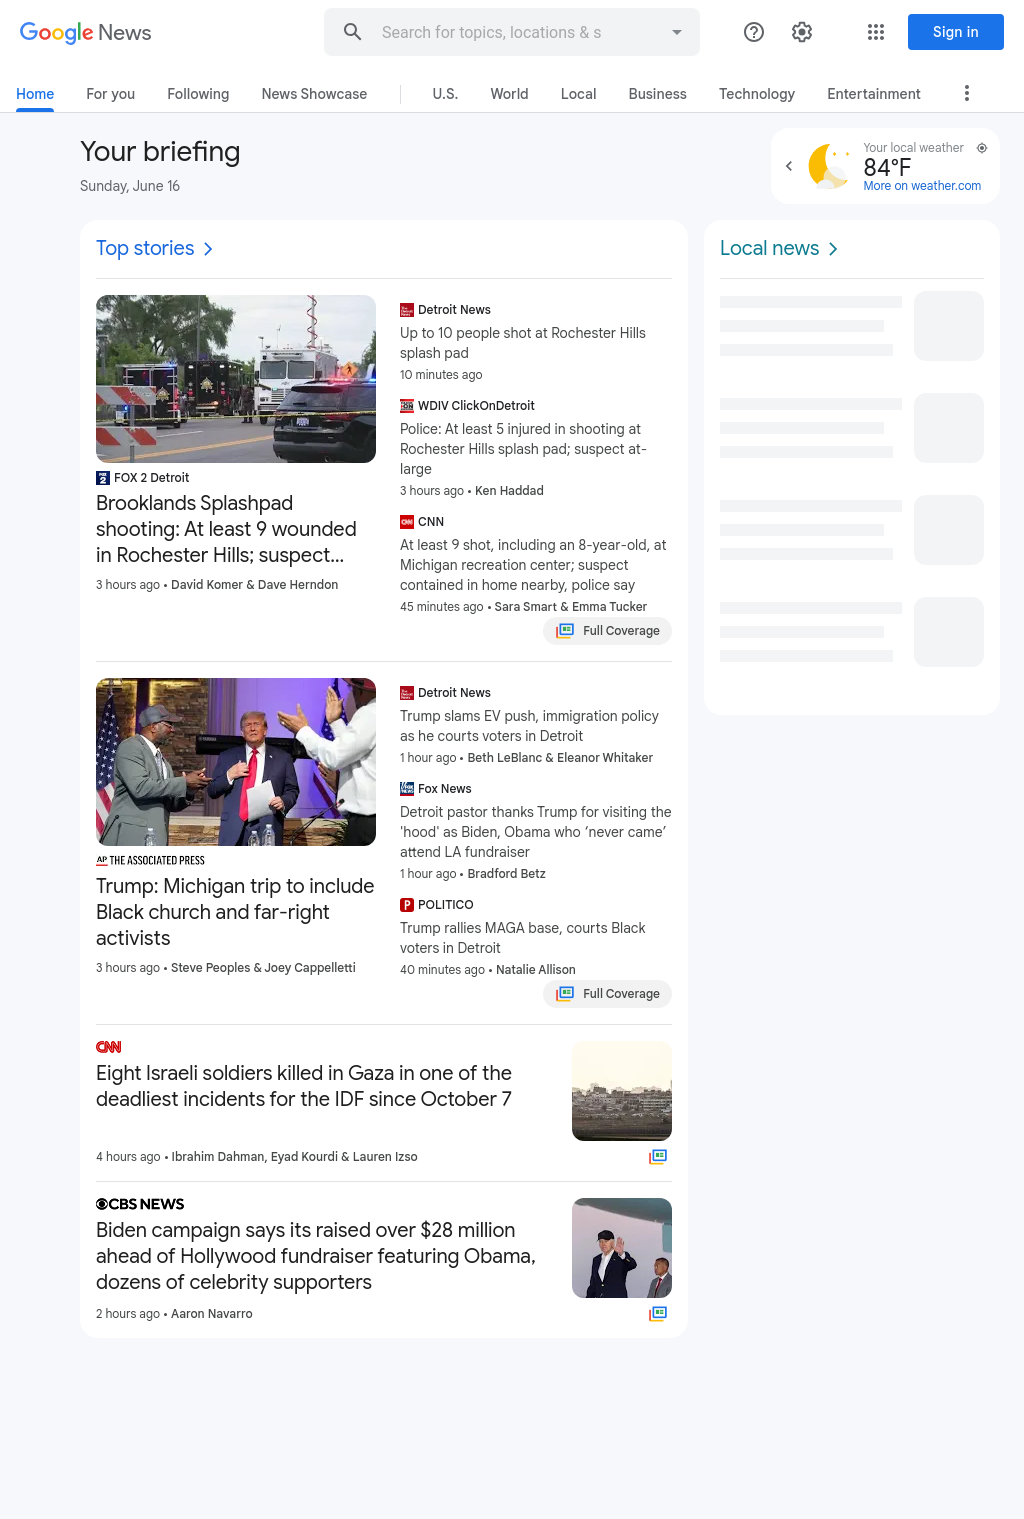 Google News
Search for topics, locations & s
Sign in
Home
For you
Following
News Showcase
U.S.
World
Local
Business
Technology
Entertainment
Your briefing
Sunday, June 16
Your local weather
84°F
More on weather.com
Top stories
FOX 2 Detroit
Brooklands Splashpad
shooting: At least 9 wounded
in Rochester Hills; suspect...
3 hours ago • David Komer & Dave Herndon
Detroit News
Up to 10 people shot at Rochester Hills
splash pad
10 minutes ago
WDIV ClickOnDetroit
Police: At least 5 injured in shooting at
Rochester Hills splash pad; suspect at-
large
3 hours ago • Ken Haddad
CNN
At least 9 shot, including an 8-year-old, at
Michigan recreation center; suspect
contained in home nearby, police say
45 minutes ago • Sara Smart & Emma Tucker
Full Coverage
AP THE ASSOCIATED PRESS
Trump: Michigan trip to include
Black church and far-right
activists
3 hours ago • Steve Peoples & Joey Cappelletti
Detroit News
Trump slams EV push, immigration policy
as he courts voters in Detroit
1 hour ago • Beth LeBlanc & Eleanor Whitaker
Fox News
Detroit pastor thanks Trump for visiting the
'hood' as Biden, Obama who ‘never came’
attend LA fundraiser
1 hour ago • Bradford Betz
POLITICO
Trump rallies MAGA base, courts Black
voters in Detroit
40 minutes ago • Natalie Allison
Full Coverage
CNN
Eight Israeli soldiers killed in Gaza in one of the
deadliest incidents for the IDF since October 7
4 hours ago • Ibrahim Dahman, Eyad Kourdi & Lauren Izso
CBS NEWS
Biden campaign says its raised over $28 million
ahead of Hollywood fundraiser featuring Obama,
dozens of celebrity supporters
2 hours ago • Aaron Navarro
Local news